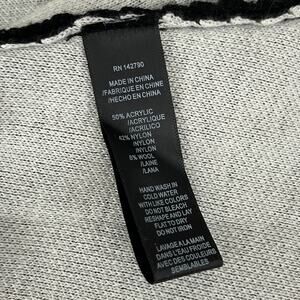 RN 142790
MADE IN CHINA
/FABRIQUE EN CHINE
/HECHO EN CHINA
50% ACRYLIC
/ACRYLIQUE
/ACRILICO
42% NYLON
/NYLON
/NYLON
8% WOOL
/LAINE
/LANA
HAND WASH IN
COLD WATER
WITH LIKE COLORS
DO NOT BLEACH
RESHAPE AND LAY
FLAT TO DRY
DO NOT IRON
LAVAGE A LA MAIN
DANS L'EAU FROIDE
AVEC DES COULEURS
SEMBLABLES